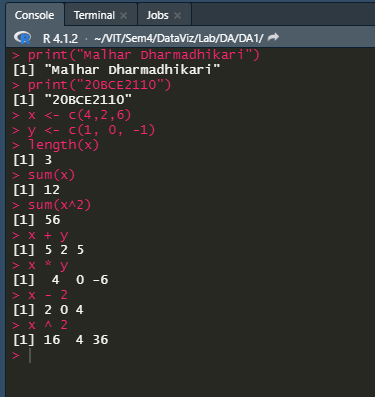 Console Terminal × Jobs ×
R 4.1.2 · ~/VIT/Sem4/DataViz/Lab/DA/DA1/
> print("Malhar Dharmadhikari")
[1] "Malhar Dharmadhikari"
> print("20BCE2110")
[1] "20BCE2110"
> x <- c(4,2,6)
> y <- c(1, 0, -1)
> length(x)
[1] 3
> sum(x)
[1] 12
> sum(x^2)
[1] 56
> x + y
[1] 5 2 5
> x * y
[1]  4  0 -6
> x - 2
[1] 2 0 4
> x ^ 2
[1] 16  4 36
>